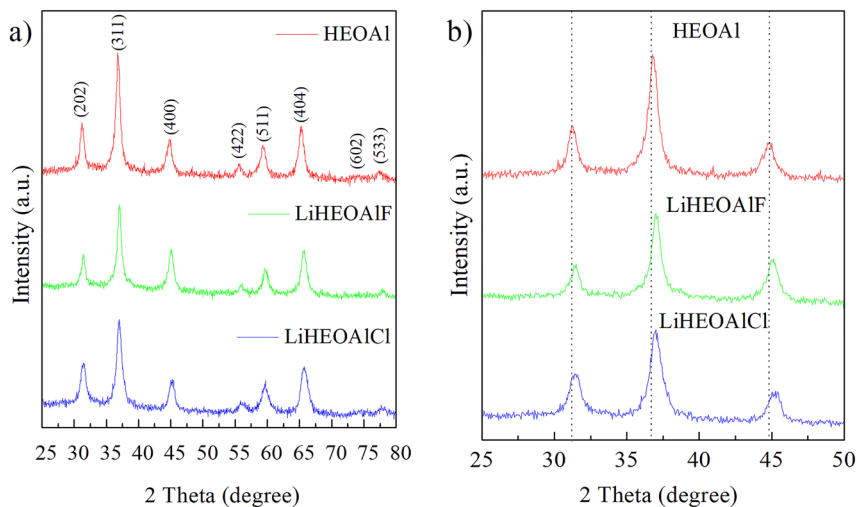 a)
HEOAl
(202)
(311)
(400)
(422)
(511)
(404)
(602)
(533)
LiHEOAlF
LiHEOAlCl
Intensity (a.u.)
25 30 35 40 45 50 55 60 65 70 75 80
2 Theta (degree)
b)
HEOAl
LiHEOAlF
LiHEOAlCl
Intensity (a.u.)
25 30 35 40 45 50
2 Theta (degree)